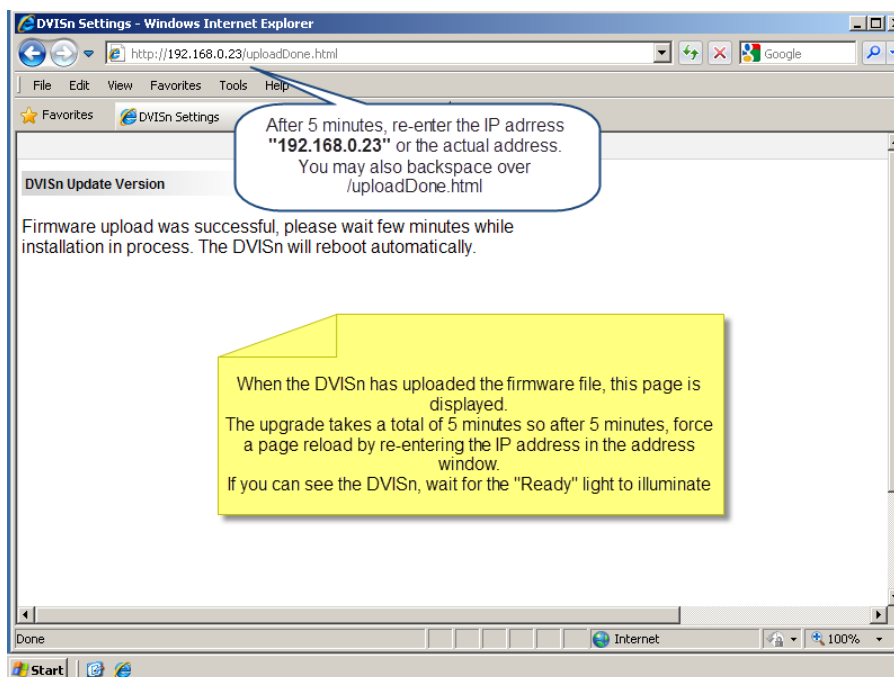 DVISn Settings - Windows Internet Explorer
http://192.168.0.23/uploadDone.html
Google
File Edit View Favorites Tools Help
Favorites
DVISn Settings
After 5 minutes, re-enter the IP adrress
"192.168.0.23" or the actual address.
You may also backspace over
/uploadDone.html
DVISn Update Version
Firmware upload was successful, please wait few minutes while
installation in process. The DVISn will reboot automatically.
When the DVISn has uploaded the firmware file, this page is
displayed.
The upgrade takes a total of 5 minutes so after 5 minutes, force
a page reload by re-entering the IP address in the address
window.
If you can see the DVISn, wait for the "Ready" light to illuminate
Done
Internet
100%
Start